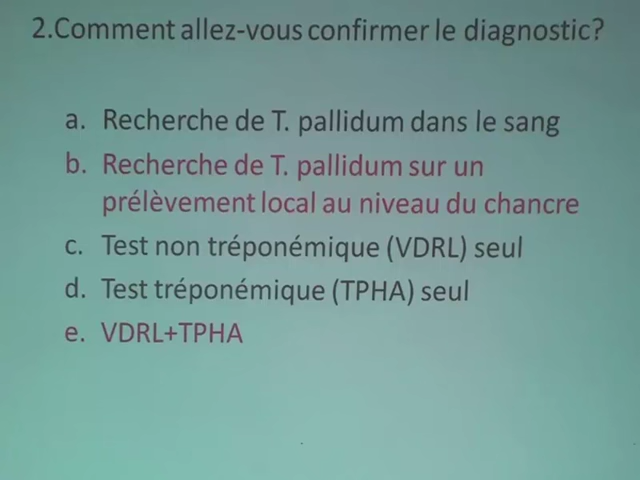 2.Comment allez-vous confirmer le diagnostic?
a. Recherche de T. pallidum dans le sang
b. Recherche de T. pallidum sur un
prélèvement local au niveau du chancre
c. Test non tréponémique (VDRL) seul
d. Test tréponémique (TPHA) seul
e. VDRL+TPHA